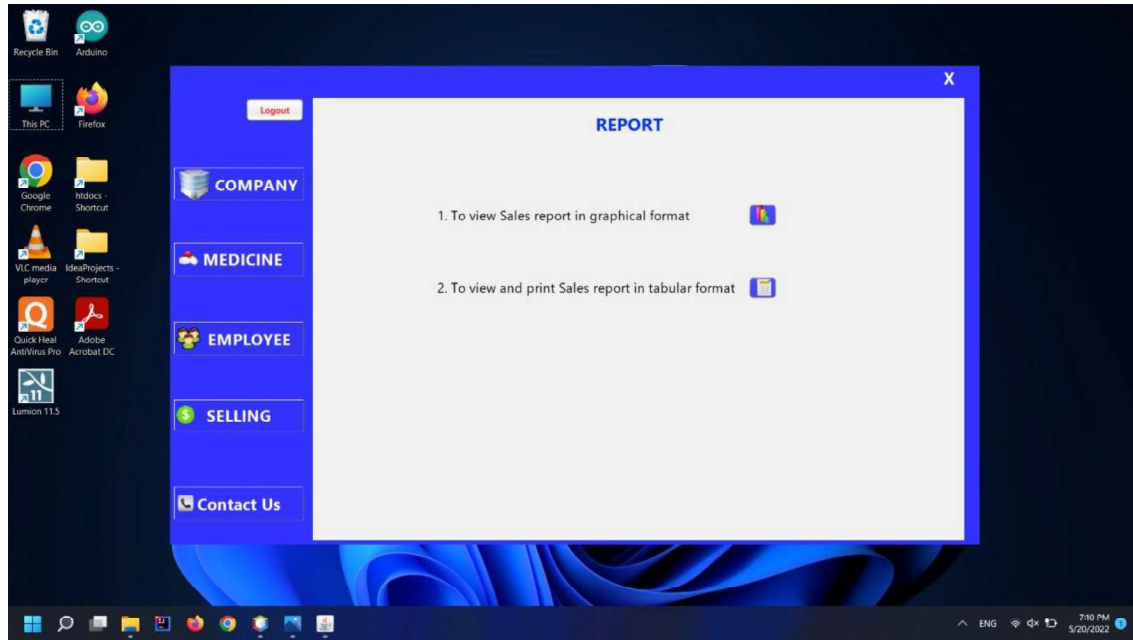 Recycle Bin
Arduino
This PC
Firefox
Google
Chrome
htdocs -
Shortcut
VLC media
player
IdeaProjects -
Shortcut
Quick Heal
AntiVirus Pro
Adobe
Acrobat DC
Lumion 11.5
11
X
Logout
COMPANY
MEDICINE
EMPLOYEE
$ SELLING
Contact Us
REPORT
1. To view Sales report in graphical format
2. To view and print Sales report in tabular format
ENG
7:10 PM
5/20/2022
1